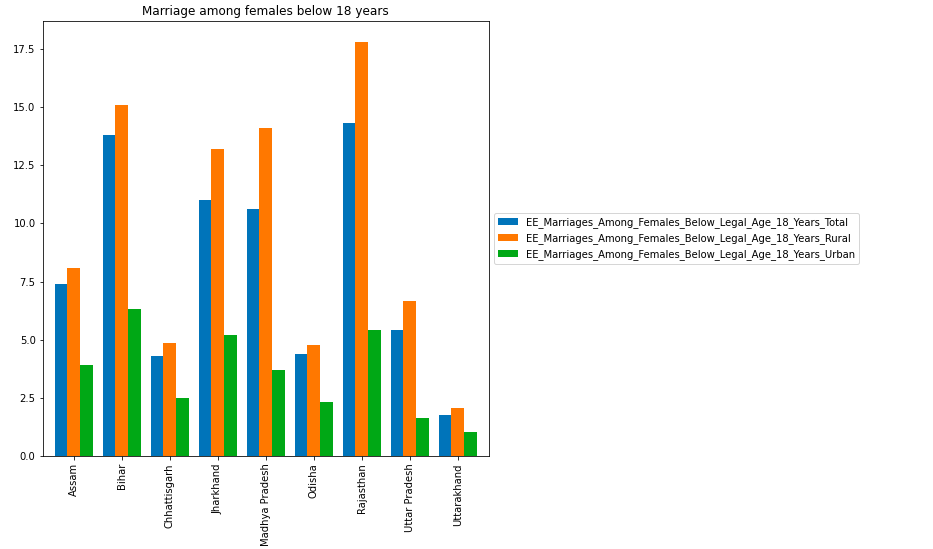 Marriage among females below 18 years
17.5
15.0
12.5
10.0
7.5
5.0
2.5
0.0
Assam
Bihar
Chhattisgarh
Jharkhand
Madhya Pradesh
Odisha
Rajasthan
Uttar Pradesh
Uttarakhand
EE_Marriages_Among_Females_Below_Legal_Age_18_Years_Total
EE_Marriages_Among_Females_Below_Legal_Age_18_Years_Rural
EE_Marriages_Among_Females_Below_Legal_Age_18_Years_Urban